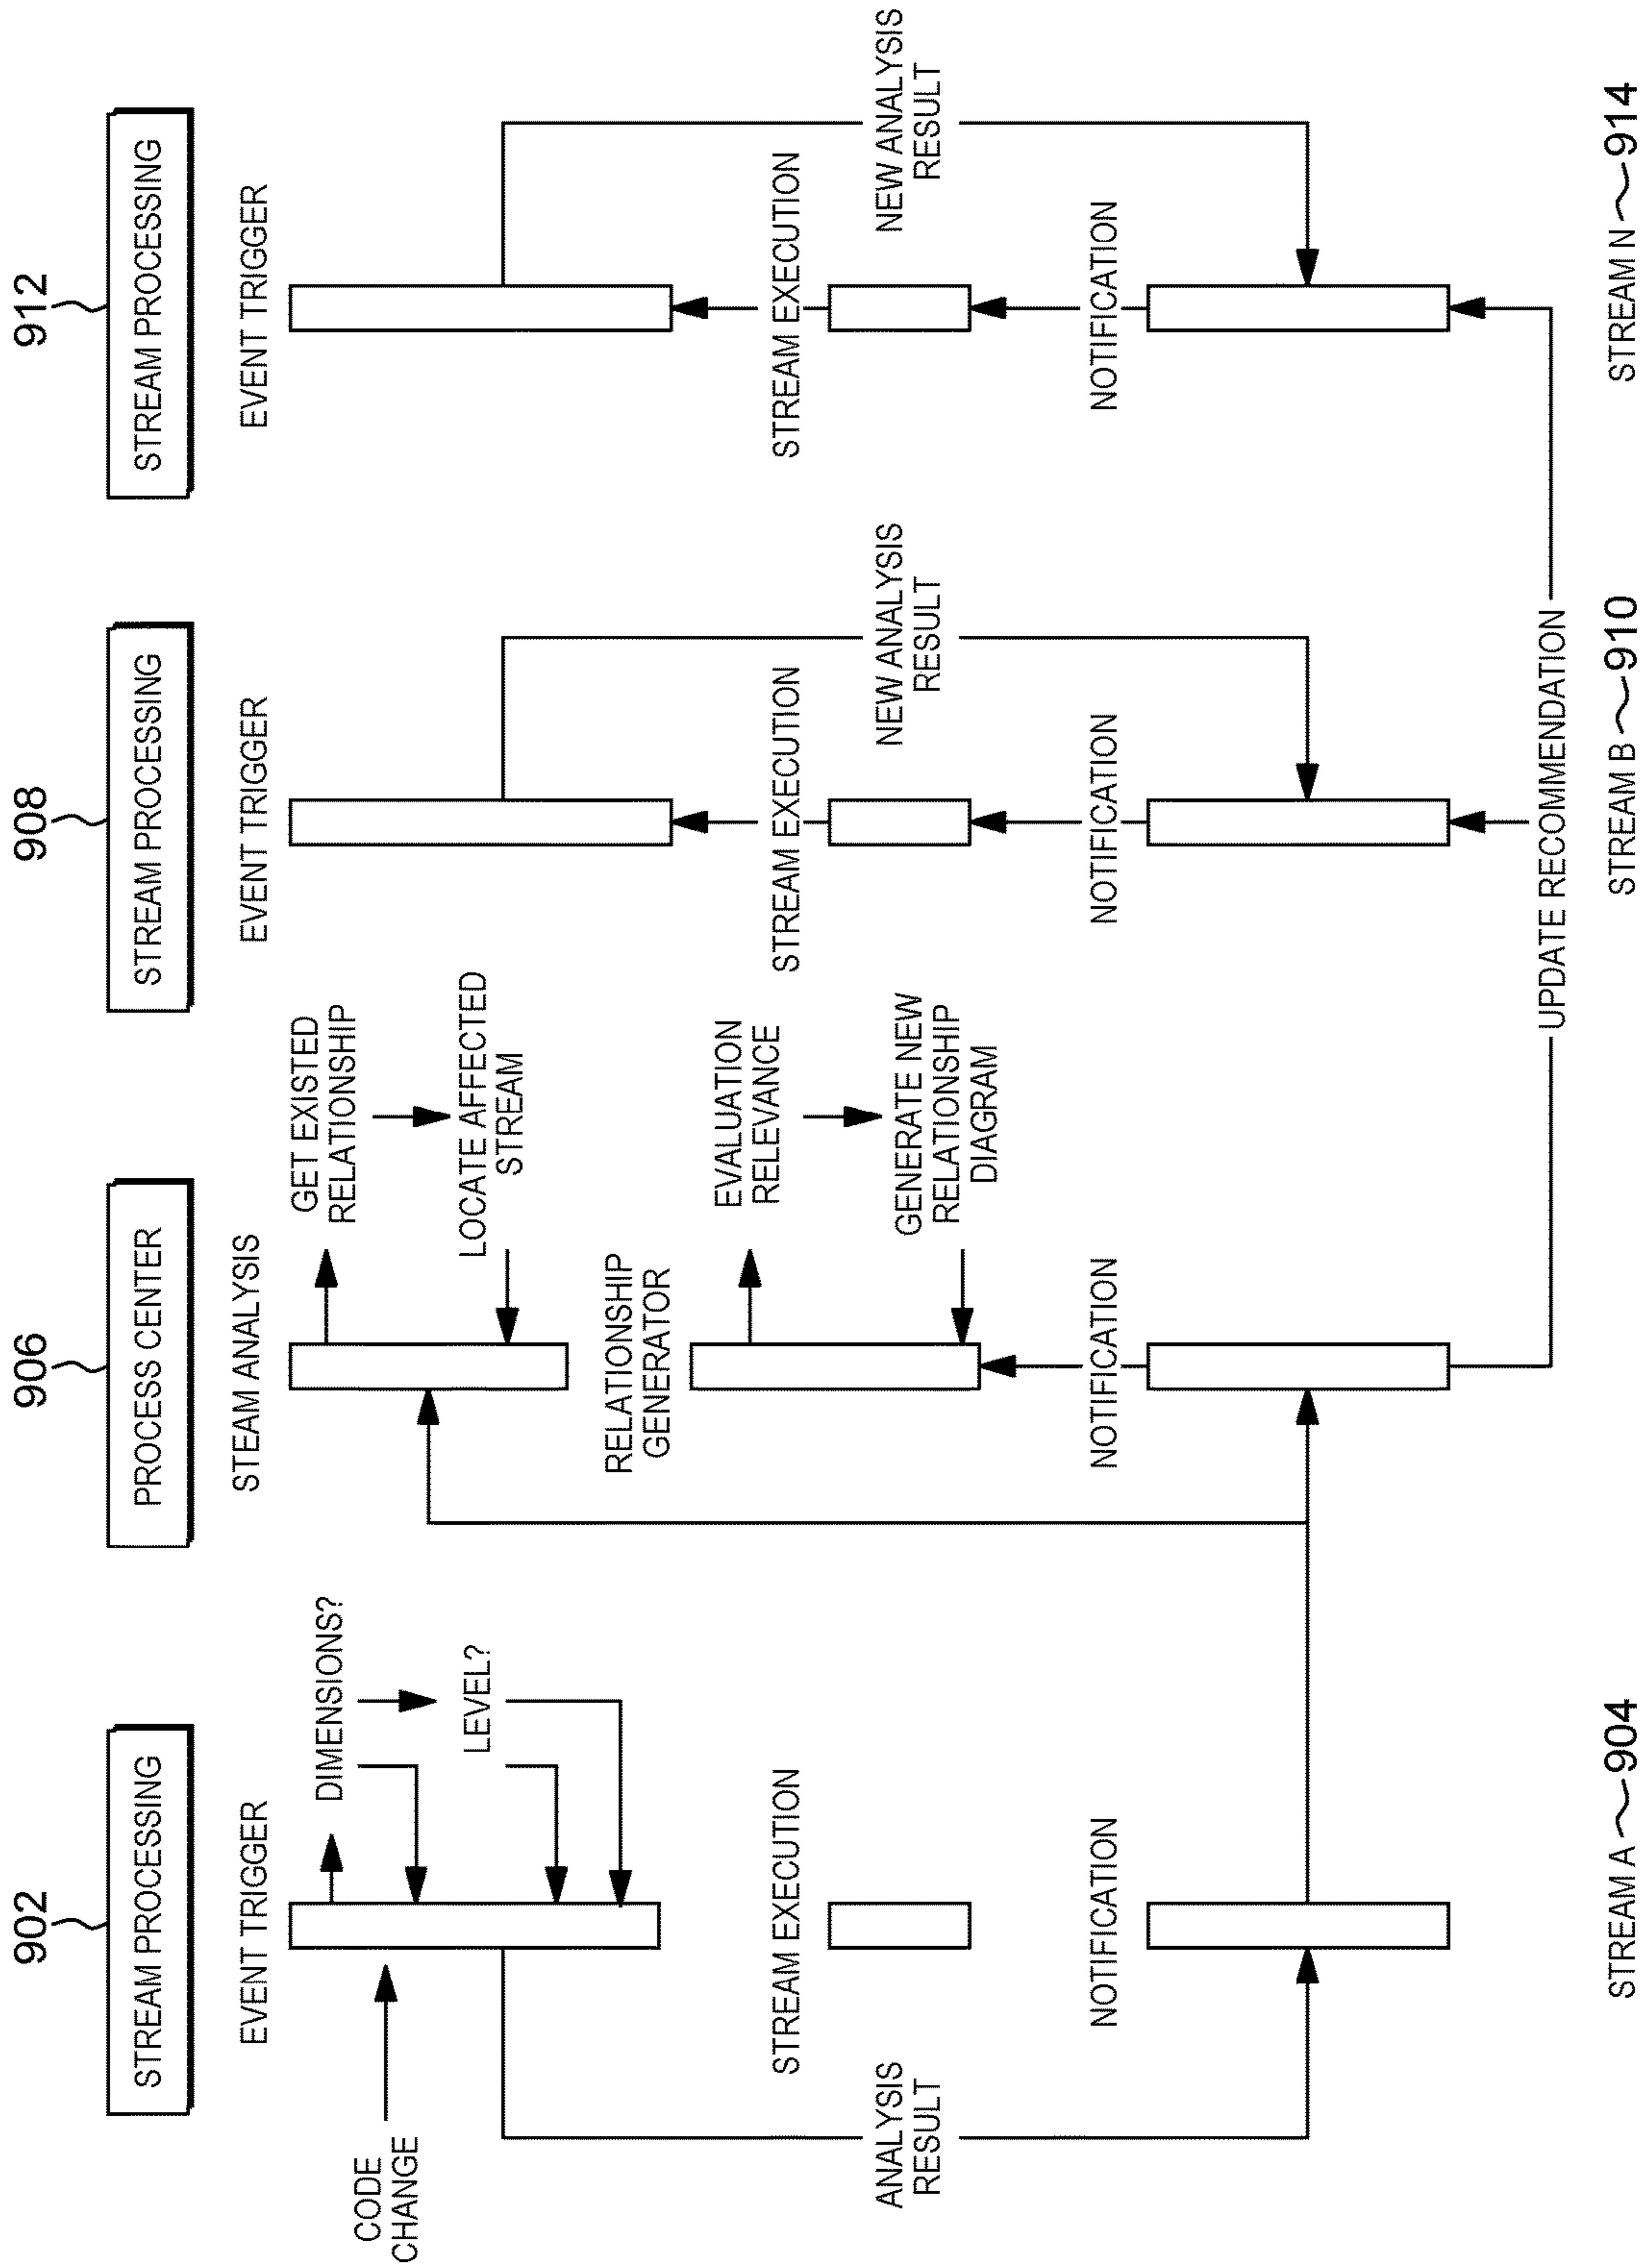 902
STREAM PROCESSING
EVENT TRIGGER
CODE
CHANGE
DIMENSIONS?
LEVEL?
STREAM EXECUTION
ANALYSIS
RESULT
NOTIFICATION
STREAM A 904
906
PROCESS CENTER
STEAM ANALYSIS
GET EXISTED
RELATIONSHIP
LOCATE AFFECTED
STREAM
RELATIONSHIP
GENERATOR
EVALUATION
RELEVANCE
GENERATE NEW
RELATIONSHIP
DIAGRAM
NOTIFICATION
908
STREAM PROCESSING
EVENT TRIGGER
STREAM EXECUTION
NEW ANALYSIS
RESULT
NOTIFICATION
UPDATE RECOMMENDATION
STREAM B 910
912
STREAM PROCESSING
EVENT TRIGGER
STREAM EXECUTION
NEW ANALYSIS
RESULT
NOTIFICATION
STREAM N 914